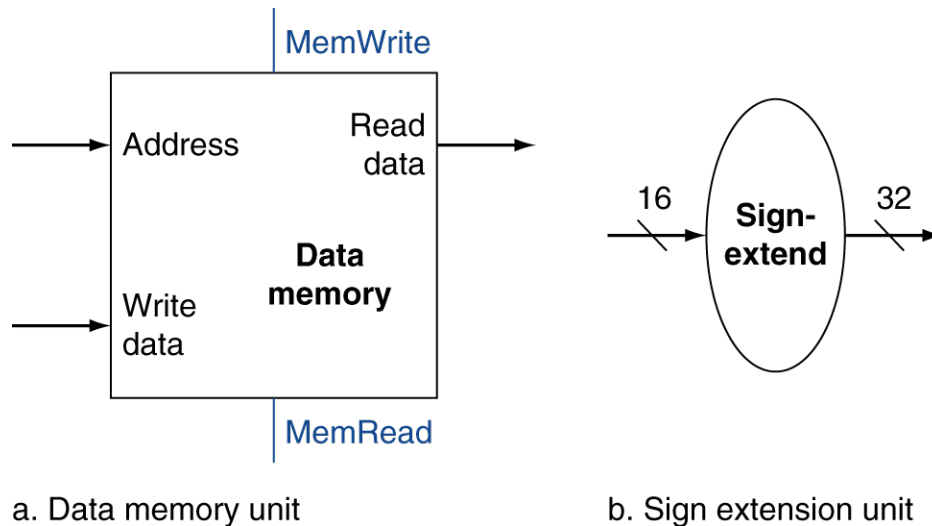 MemWrite
Address
Read
data
Data
memory
Write
data
MemRead
a. Data memory unit
16
Sign-
extend
32
b. Sign extension unit